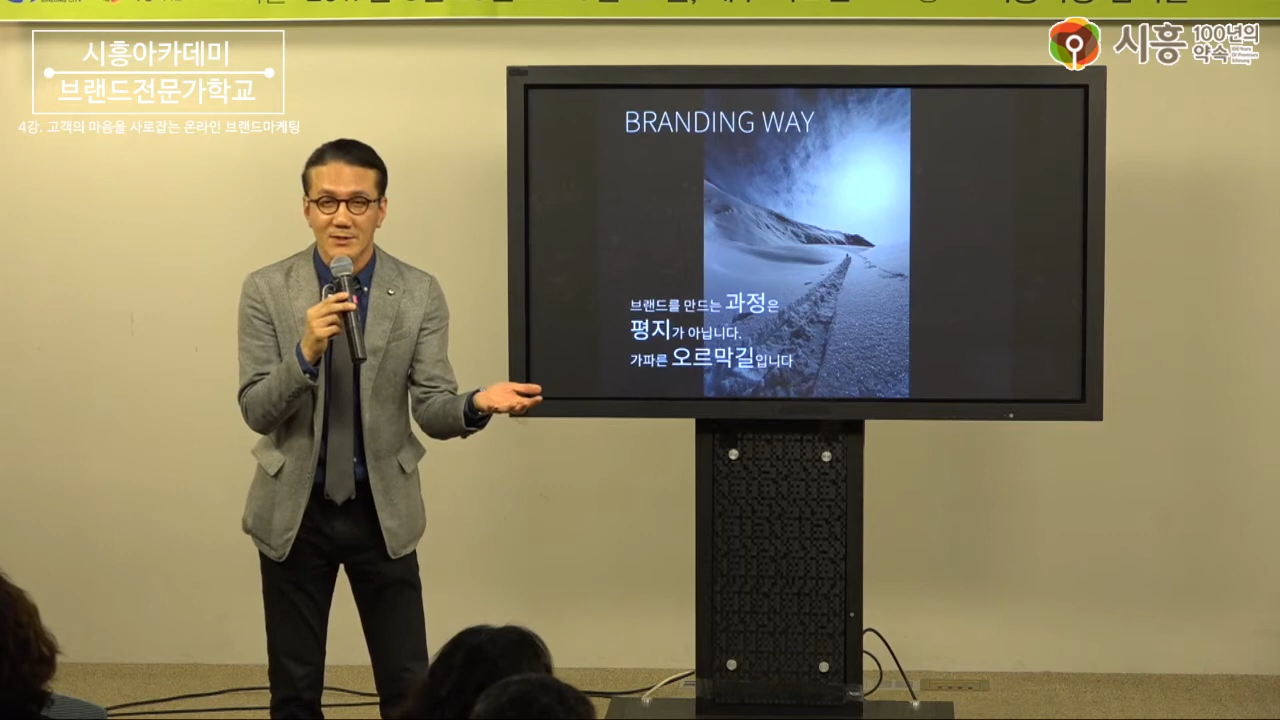 시흥아카데미
브랜드전문가학교
4강. 고객의 마음을 사로잡는 온라인 브랜드마케팅
시흥 100년의 약속
BRANDING WAY
브랜드를 만드는 과정은
평지가 아닙니다.
가파른 오르막길입니다